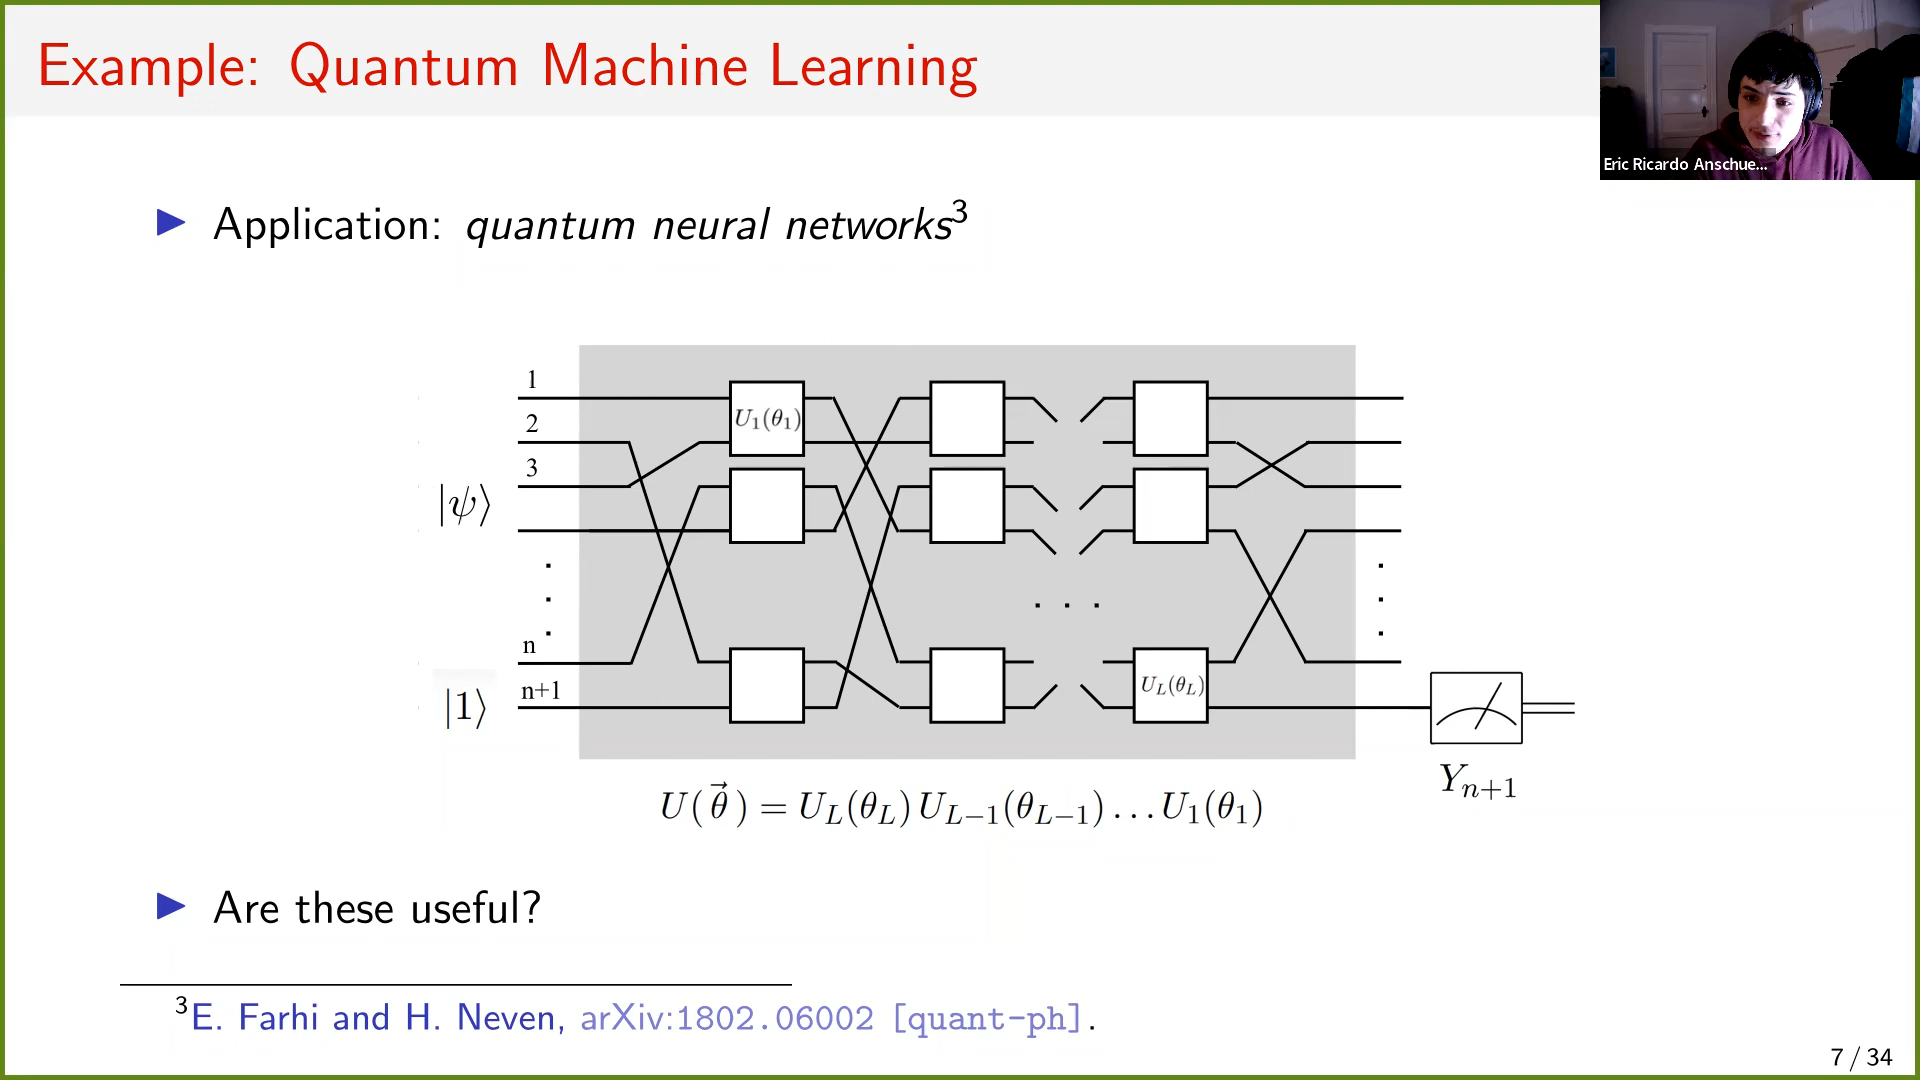 Example: Quantum Machine Learning
Eric Ricardo Anschue...
▶ Application: quantum neural networks³
1
2
3
|ψ⟩
n
n+1
|1⟩
U₁(θ₁)
. . .
U_L(θ_L)
Y_{n+1}
U(θ⃗) = U_L(θ_L) U_{L−1}(θ_{L−1}) … U₁(θ₁)
▶ Are these useful?
³E. Farhi and H. Neven, arXiv:1802.06002 [quant-ph].
7 / 34